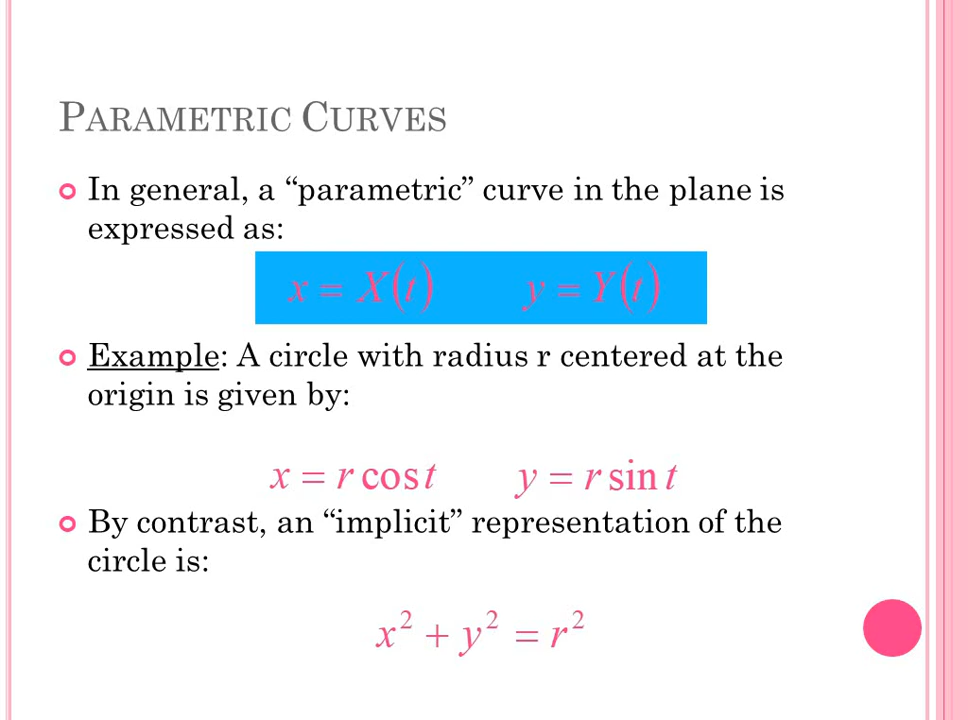 PARAMETRIC CURVES
In general, a “parametric” curve in the plane is
expressed as:
x = X(t) y = Y(t)
Example: A circle with radius r centered at the
origin is given by:
x = r cos t y = r sin t
By contrast, an “implicit” representation of the
circle is:
x² + y² = r²